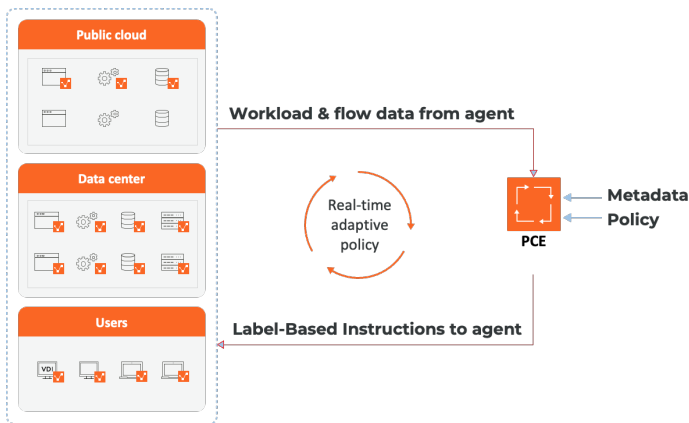 Public cloud
Workload & flow data from agent
Data center
Real-time
adaptive
policy
Metadata
Policy
PCE
Users
Label-Based Instructions to agent
VDI